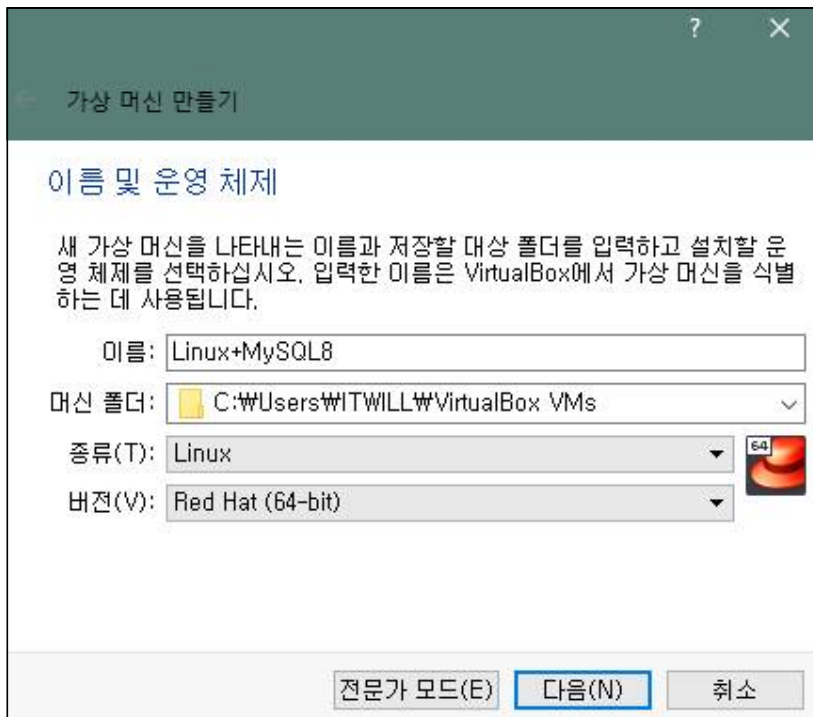 ?
가상 머신 만들기
이름 및 운영 체제
새 가상 머신을 나타내는 이름과 저장할 대상 폴더를 입력하고 설치할 운
영 체제를 선택하십시오. 입력한 이름은 VirtualBox에서 가상 머신을 식별
하는 데 사용됩니다.
이름: Linux+MySQL8
머신 폴더: C:₩Users₩ITWILL₩VirtualBox VMs
종류(T): Linux
64
버전(V): Red Hat (64-bit)
전문가 모드(E) 다음(N) 취소